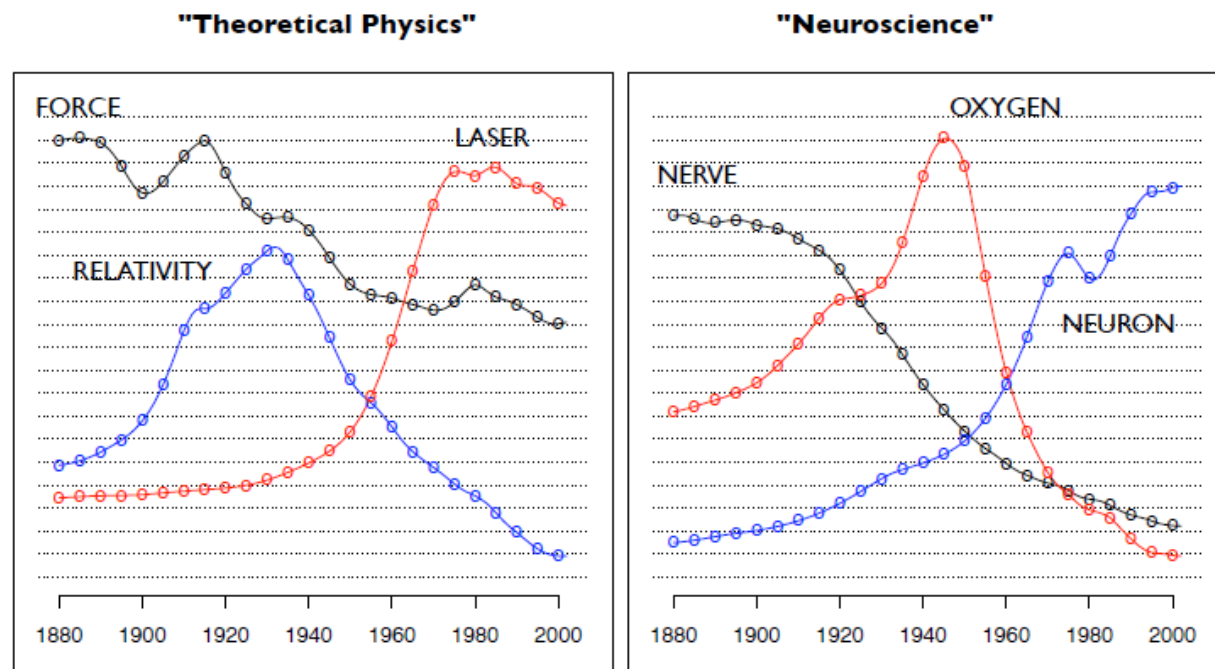 "Theoretical Physics"
"Neuroscience"
FORCE
LASER
RELATIVITY
1880 1900 1920 1940 1960 1980 2000
OXYGEN
NERVE
NEURON
1880 1900 1920 1940 1960 1980 2000